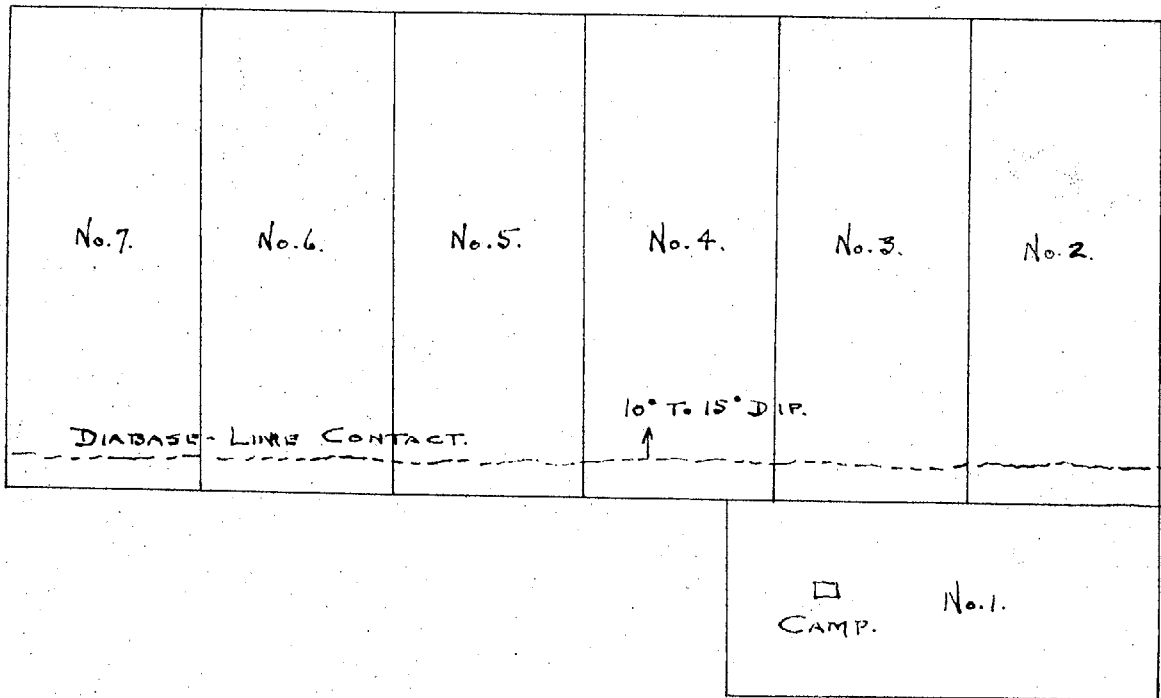 No.7.
No.6.
No.5.
No.4.
No.3.
No.2.
10° To 15° DIP.
DIABASE-LIME CONTACT.
CAMP.
No.1.